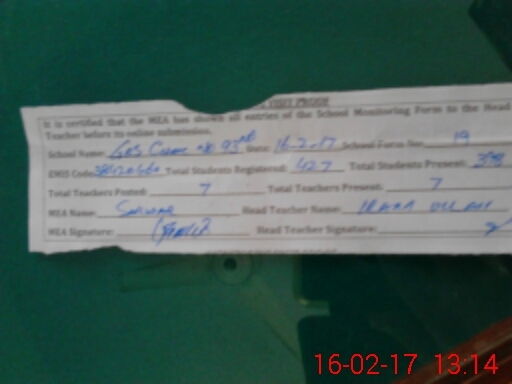 VISIT PROOF
It is certified that the MEA has shown all entries of the School Monitoring Form to the Head
Teacher before its online submission.
School Name: GBS Date: 16-2-17 School Form No: 19
EMIS Code: Total Students Registered: 427 Total Students Present:
Total Teachers Posted: 7 Total Teachers Present: 7
MEA Name: Sarwar Head Teacher Name: ULLAH
MEA Signature: Head Teacher Signature:
16-02-17 13:14